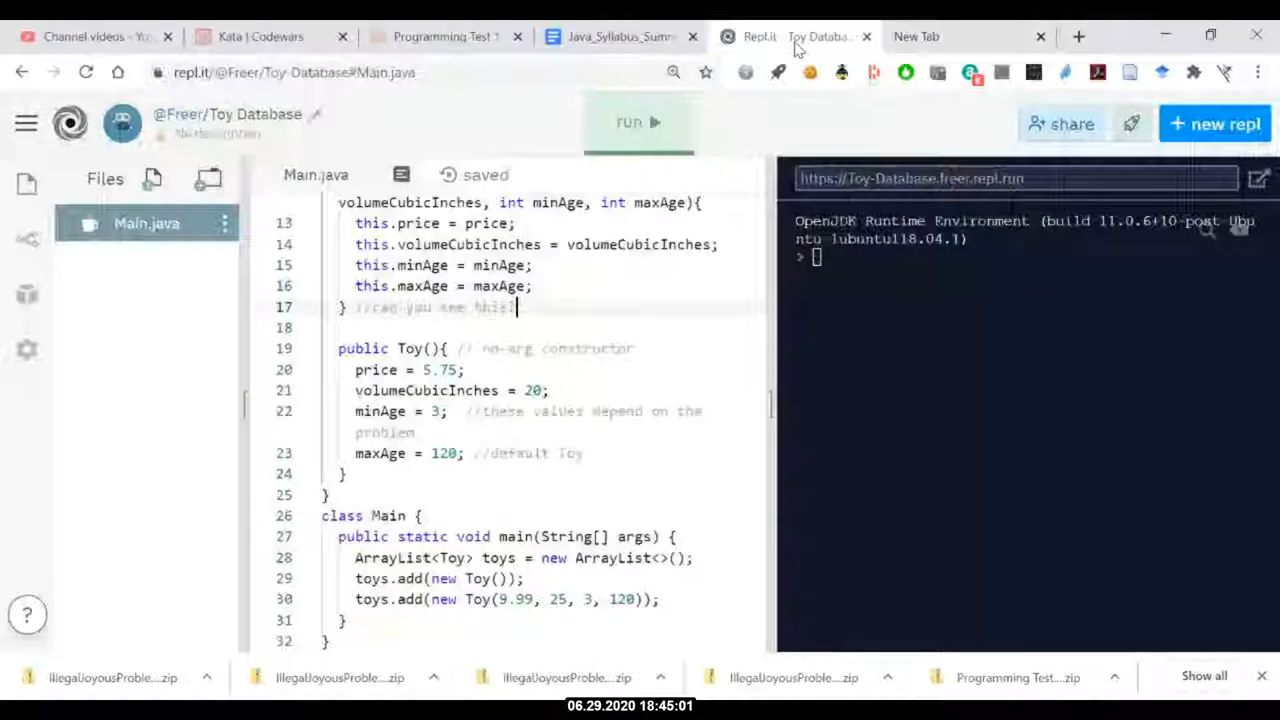 Channel videos - Yo
Kata | Codewars
Programming Test 1
Java_Syllabus_Summ
Repl.it
Toy Databa
New Tab
repl.it/@Freer/Toy-Database#Main.java
@Freer/Toy Database
No description
run
share
+ new repl
Files
Main.java
saved
https://Toy-Database.freer.repl.run
Main.java
volumeCubicInches, int minAge, int maxAge){
13 this.price = price;
14 this.volumeCubicInches = volumeCubicInches;
15 this.minAge = minAge;
16 this.maxAge = maxAge;
17 } //can you see this?
18
19 public Toy(){ // no-arg constructor
20 price = 5.75;
21 volumeCubicInches = 20;
22 minAge = 3; //these values depend on the
problem
23 maxAge = 120; //default Toy
24 }
25 }
26 class Main {
27 public static void main(String[] args) {
28 ArrayList<Toy> toys = new ArrayList<>();
29 toys.add(new Toy());
30 toys.add(new Toy(9.99, 25, 3, 120));
31 }
32 }
OpenJDK Runtime Environment (build 11.0.6+10-post-Ubu
ntu-1ubuntu118.04.1)
>
?
IllegalJoyousProble....zip
IllegalJoyousProble....zip
IllegalJoyousProble....zip
IllegalJoyousProble....zip
Programming Test....zip
Show all
06.29.2020 18:45:01